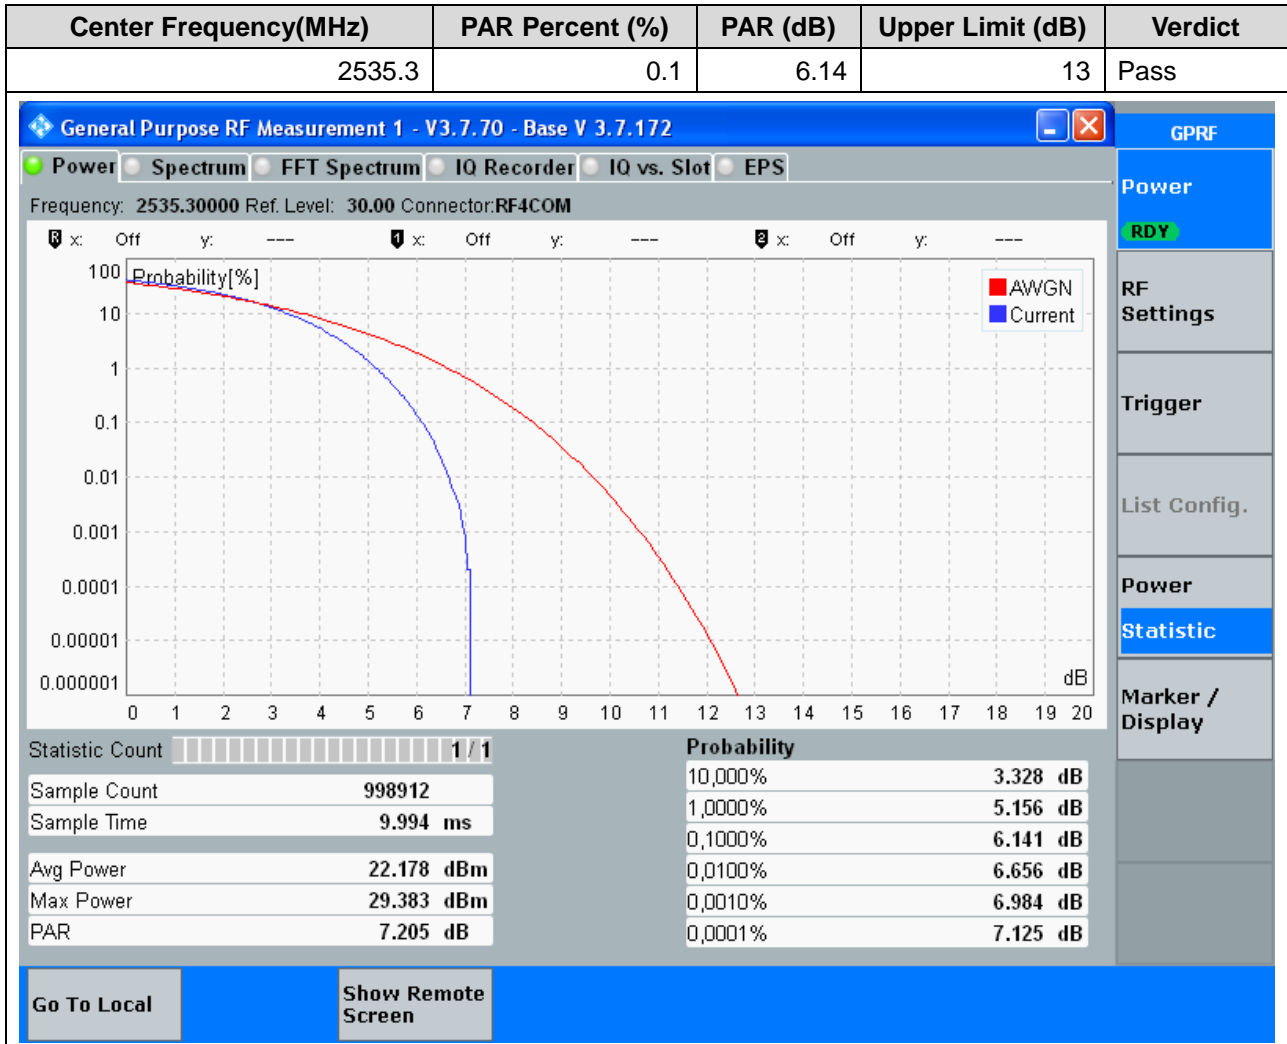 Center Frequency(MHz) PAR Percent (%) PAR (dB) Upper Limit (dB) Verdict
2535.3 0.1 6.14 13 Pass
General Purpose RF Measurement 1 - V3.7.70 - Base V 3.7.172
GPRF
Power Spectrum FFT Spectrum IQ Recorder IQ vs. Slot EPS
Frequency: 2535.30000 Ref. Level: 30.00 Connector:RF4COM
R x: Off y: --- 1 x: Off y: --- 2 x: Off y: ---
Probability[%]
AWGN
Current
100
10
1
0.1
0.01
0.001
0.0001
0.00001
0.000001
dB
0 1 2 3 4 5 6 7 8 9 10 11 12 13 14 15 16 17 18 19 20
Statistic Count 1 / 1
Sample Count 998912
Sample Time 9.994 ms
Avg Power 22.178 dBm
Max Power 29.383 dBm
PAR 7.205 dB
Probability
10,000% 3.328 dB
1,0000% 5.156 dB
0,1000% 6.141 dB
0,0100% 6.656 dB
0,0010% 6.984 dB
0,0001% 7.125 dB
Power
RDY
RF
Settings
Trigger
List Config.
Power
Statistic
Marker /
Display
Go To Local
Show Remote
Screen